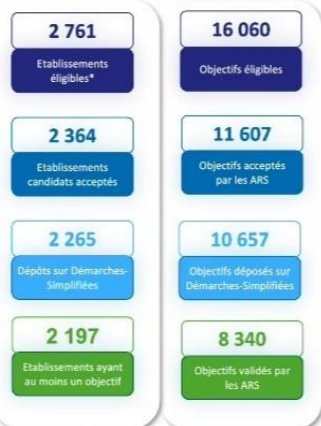 2 761
Etablissements
éligibles*
2 364
Etablissements
candidats acceptés
2 265
Dépôts sur Démarches-
Simplifiées
2 197
Etablissements ayant
au moins un objectif
16 060
Objectifs éligibles
11 607
Objectifs acceptés
par les ARS
10 657
Objectifs déposés sur
Démarches-Simplifiées
8 340
Objectifs validés par
les ARS